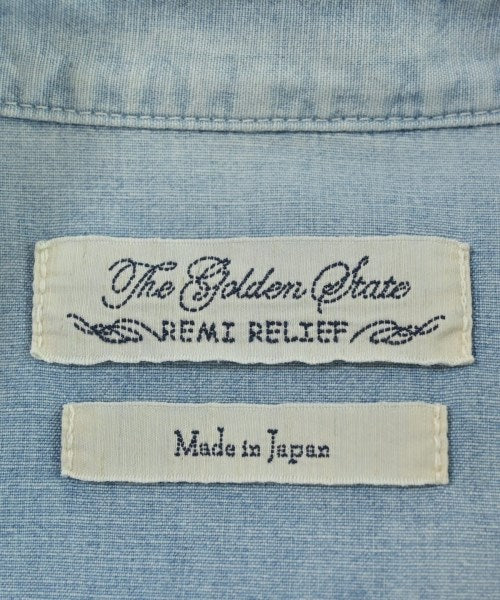 The Golden State
REMI RELIEF
Made in Japan